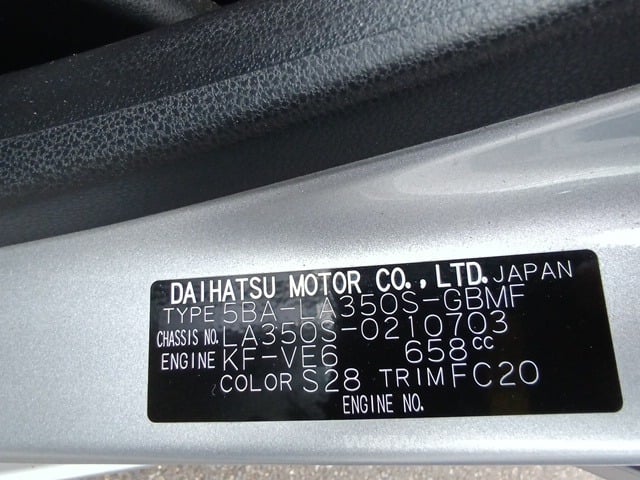 DAIHATSU MOTOR CO., LTD. JAPAN
TYPE 5BA-LA350S-GBMF
CHASSIS NO. LA350S-0210703
ENGINE KF-VE6 658cc
COLOR S28 TRIM FC20
ENGINE NO.